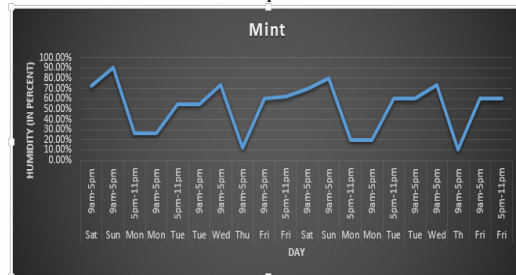 Mint
HUMIDITY (IN PERCENT)
100.00%
90.00%
80.00%
70.00%
60.00%
50.00%
40.00%
30.00%
20.00%
10.00%
0.00%
9am-5pm 9am-5pm 5pm-11pm 9am-5pm 5pm-11pm 9am-5pm 9am-5pm 9am-5pm 9am-5pm 5pm-11pm 9am-5pm 9am-5pm 5pm-11pm 9am-5pm 5pm-11pm 9am-5pm 9am-5pm 9am-5pm 9am-5pm 5pm-11pm
Sat Sun Mon Mon Tue Tue Wed Thu Fri Fri Sat Sun Mon Mon Tue Tue Wed Th Fri Fri
DAY